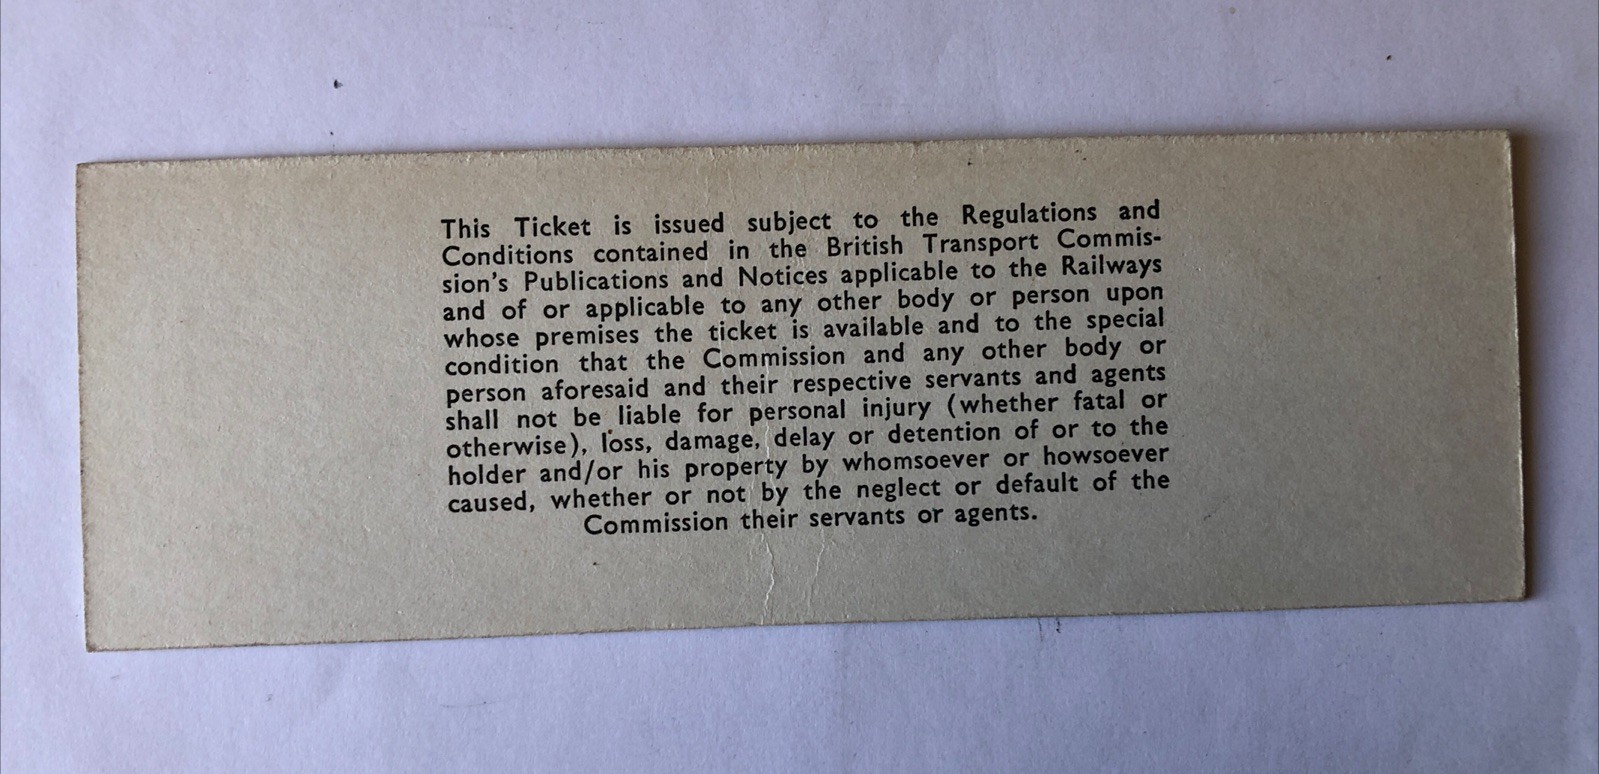 This Ticket is issued subject to the Regulations and
Conditions contained in the British Transport Commis-
sion's Publications and Notices applicable to the Railways
and of or applicable to any other body or person upon
whose premises the ticket is available and to the special
condition that the Commission and any other body or
person aforesaid and their respective servants and agents
shall not be liable for personal injury (whether fatal or
otherwise), loss, damage, delay or detention of or to the
holder and/or his property by whomsoever or howsoever
caused, whether or not by the neglect or default of the
Commission their servants or agents.